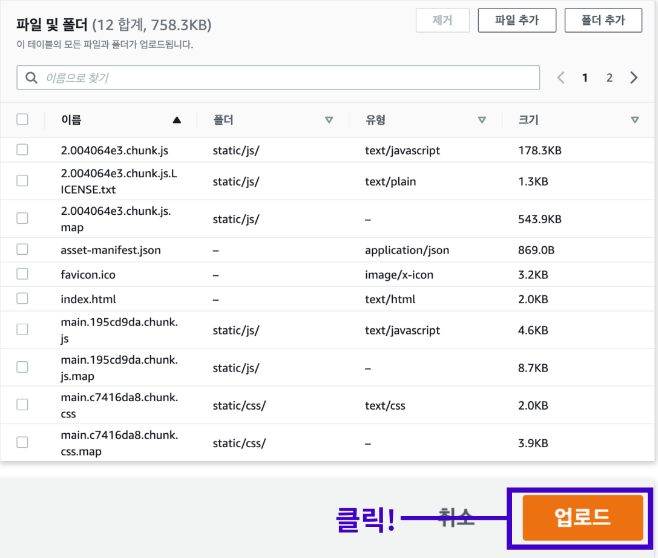 파일 및 폴더 (12 합계, 758.3KB)
제거 파일 추가 폴더 추가
이 테이블의 모든 파일과 폴더가 업로드됩니다.
이름으로 찾기
1 2
이름 폴더 유형 크기
2.004064e3.chunk.js static/js/ text/javascript 178.3KB
2.004064e3.chunk.js.L
ICENSE.txt static/js/ text/plain 1.3KB
2.004064e3.chunk.js.
map static/js/ – 543.9KB
asset-manifest.json – application/json 869.0B
favicon.ico – image/x-icon 3.2KB
index.html – text/html 2.0KB
main.195cd9da.chunk.
js static/js/ text/javascript 4.6KB
main.195cd9da.chunk.
js.map static/js/ – 8.7KB
main.c7416da8.chunk.
css static/css/ text/css 2.0KB
main.c7416da8.chunk.
css.map static/css/ – 3.9KB
클릭! 취소 업로드